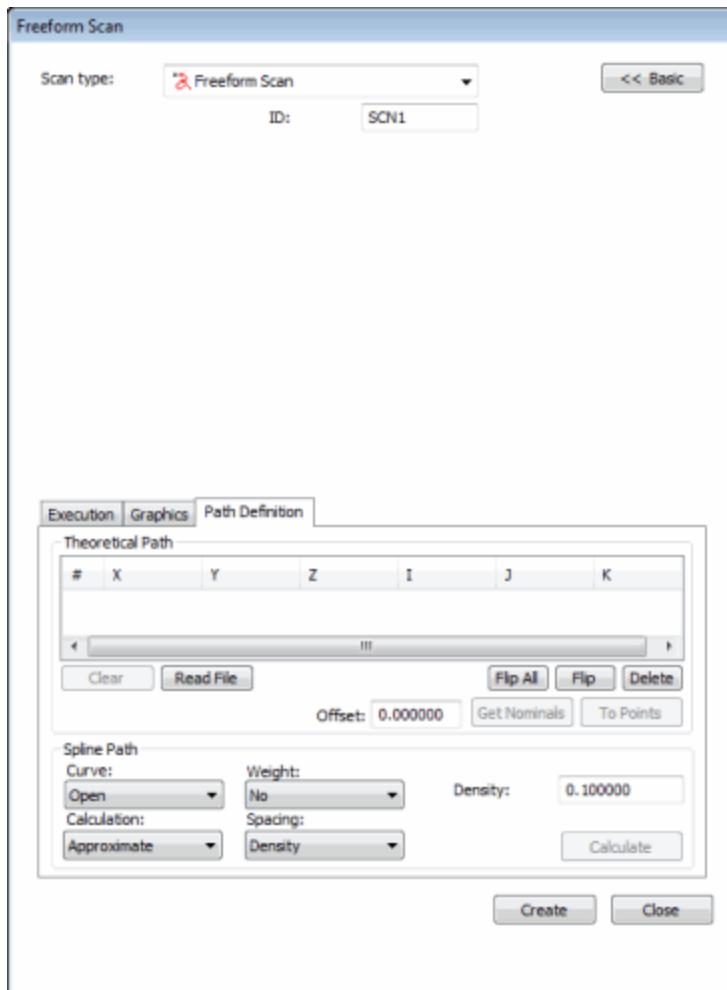 Freeform Scan
Scan type: Freeform Scan << Basic
ID: SCN1
Execution Graphics Path Definition
Theoretical Path
# X Y Z I J K
Clear Read File Flip All Flip Delete
Offset: 0.000000 Get Nominals To Points
Spline Path
Curve: Weight:
Open No Density: 0.100000
Calculation: Spacing:
Approximate Density Calculate
Create Close